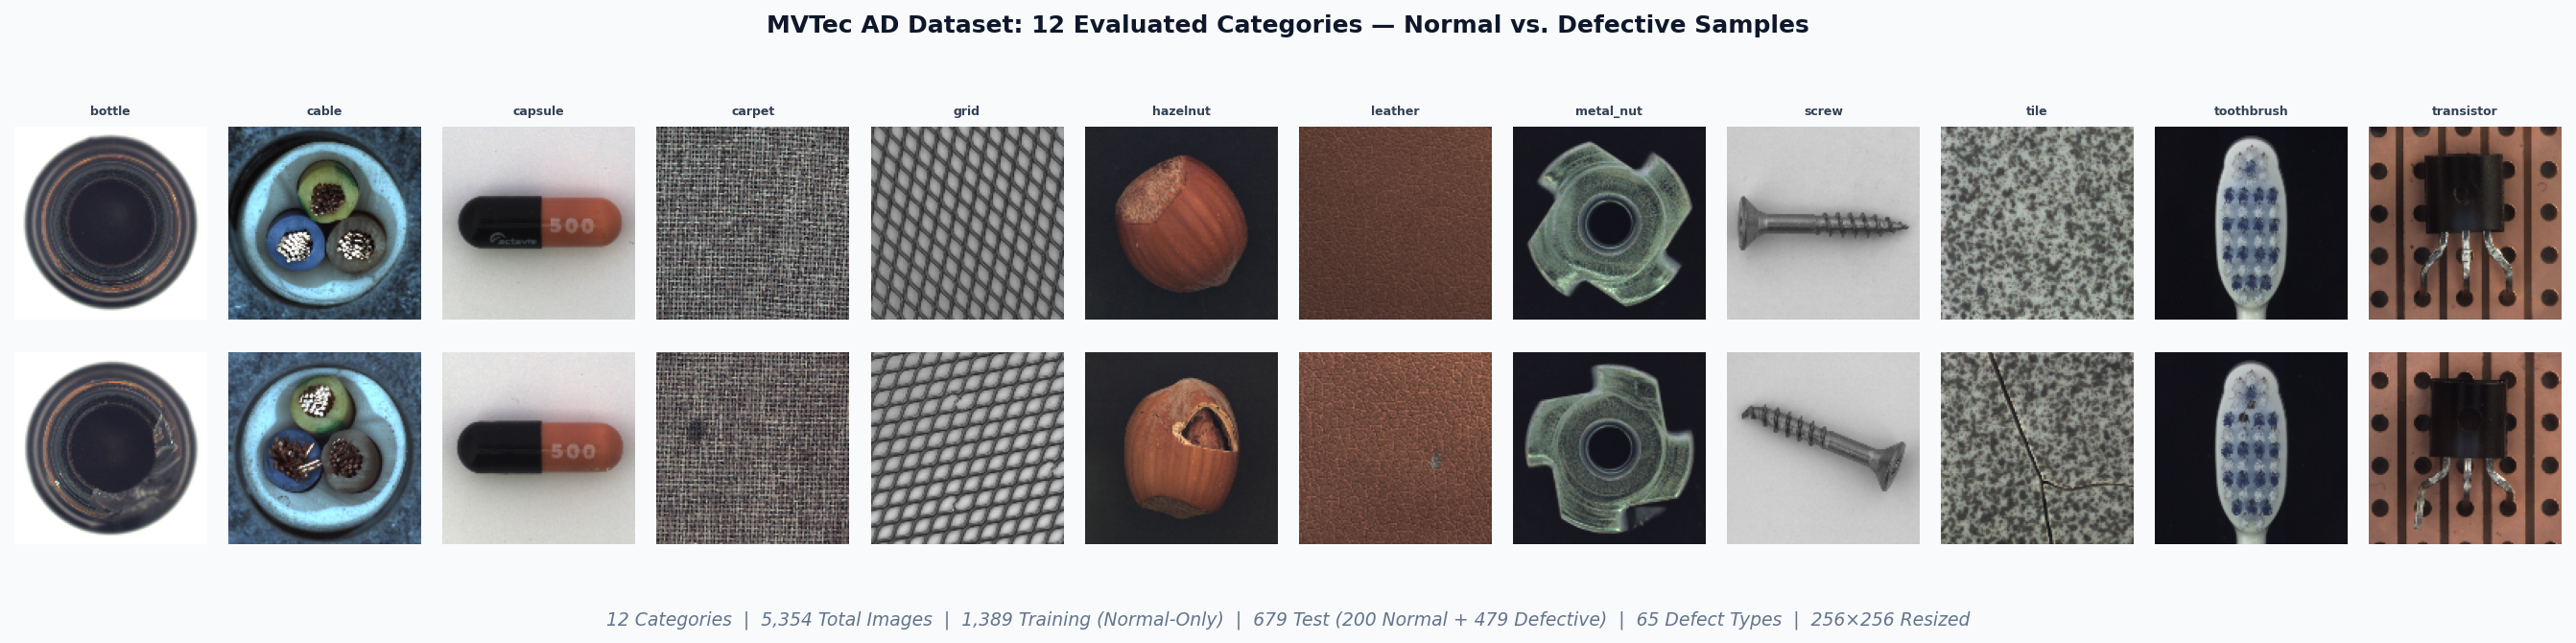 MVTec AD Dataset: 12 Evaluated Categories — Normal vs. Defective Samples
bottle cable capsule carpet grid hazelnut leather metal_nut screw tile toothbrush transistor
actavis 500
500
12 Categories | 5,354 Total Images | 1,389 Training (Normal-Only) | 679 Test (200 Normal + 479 Defective) | 65 Defect Types | 256×256 Resized